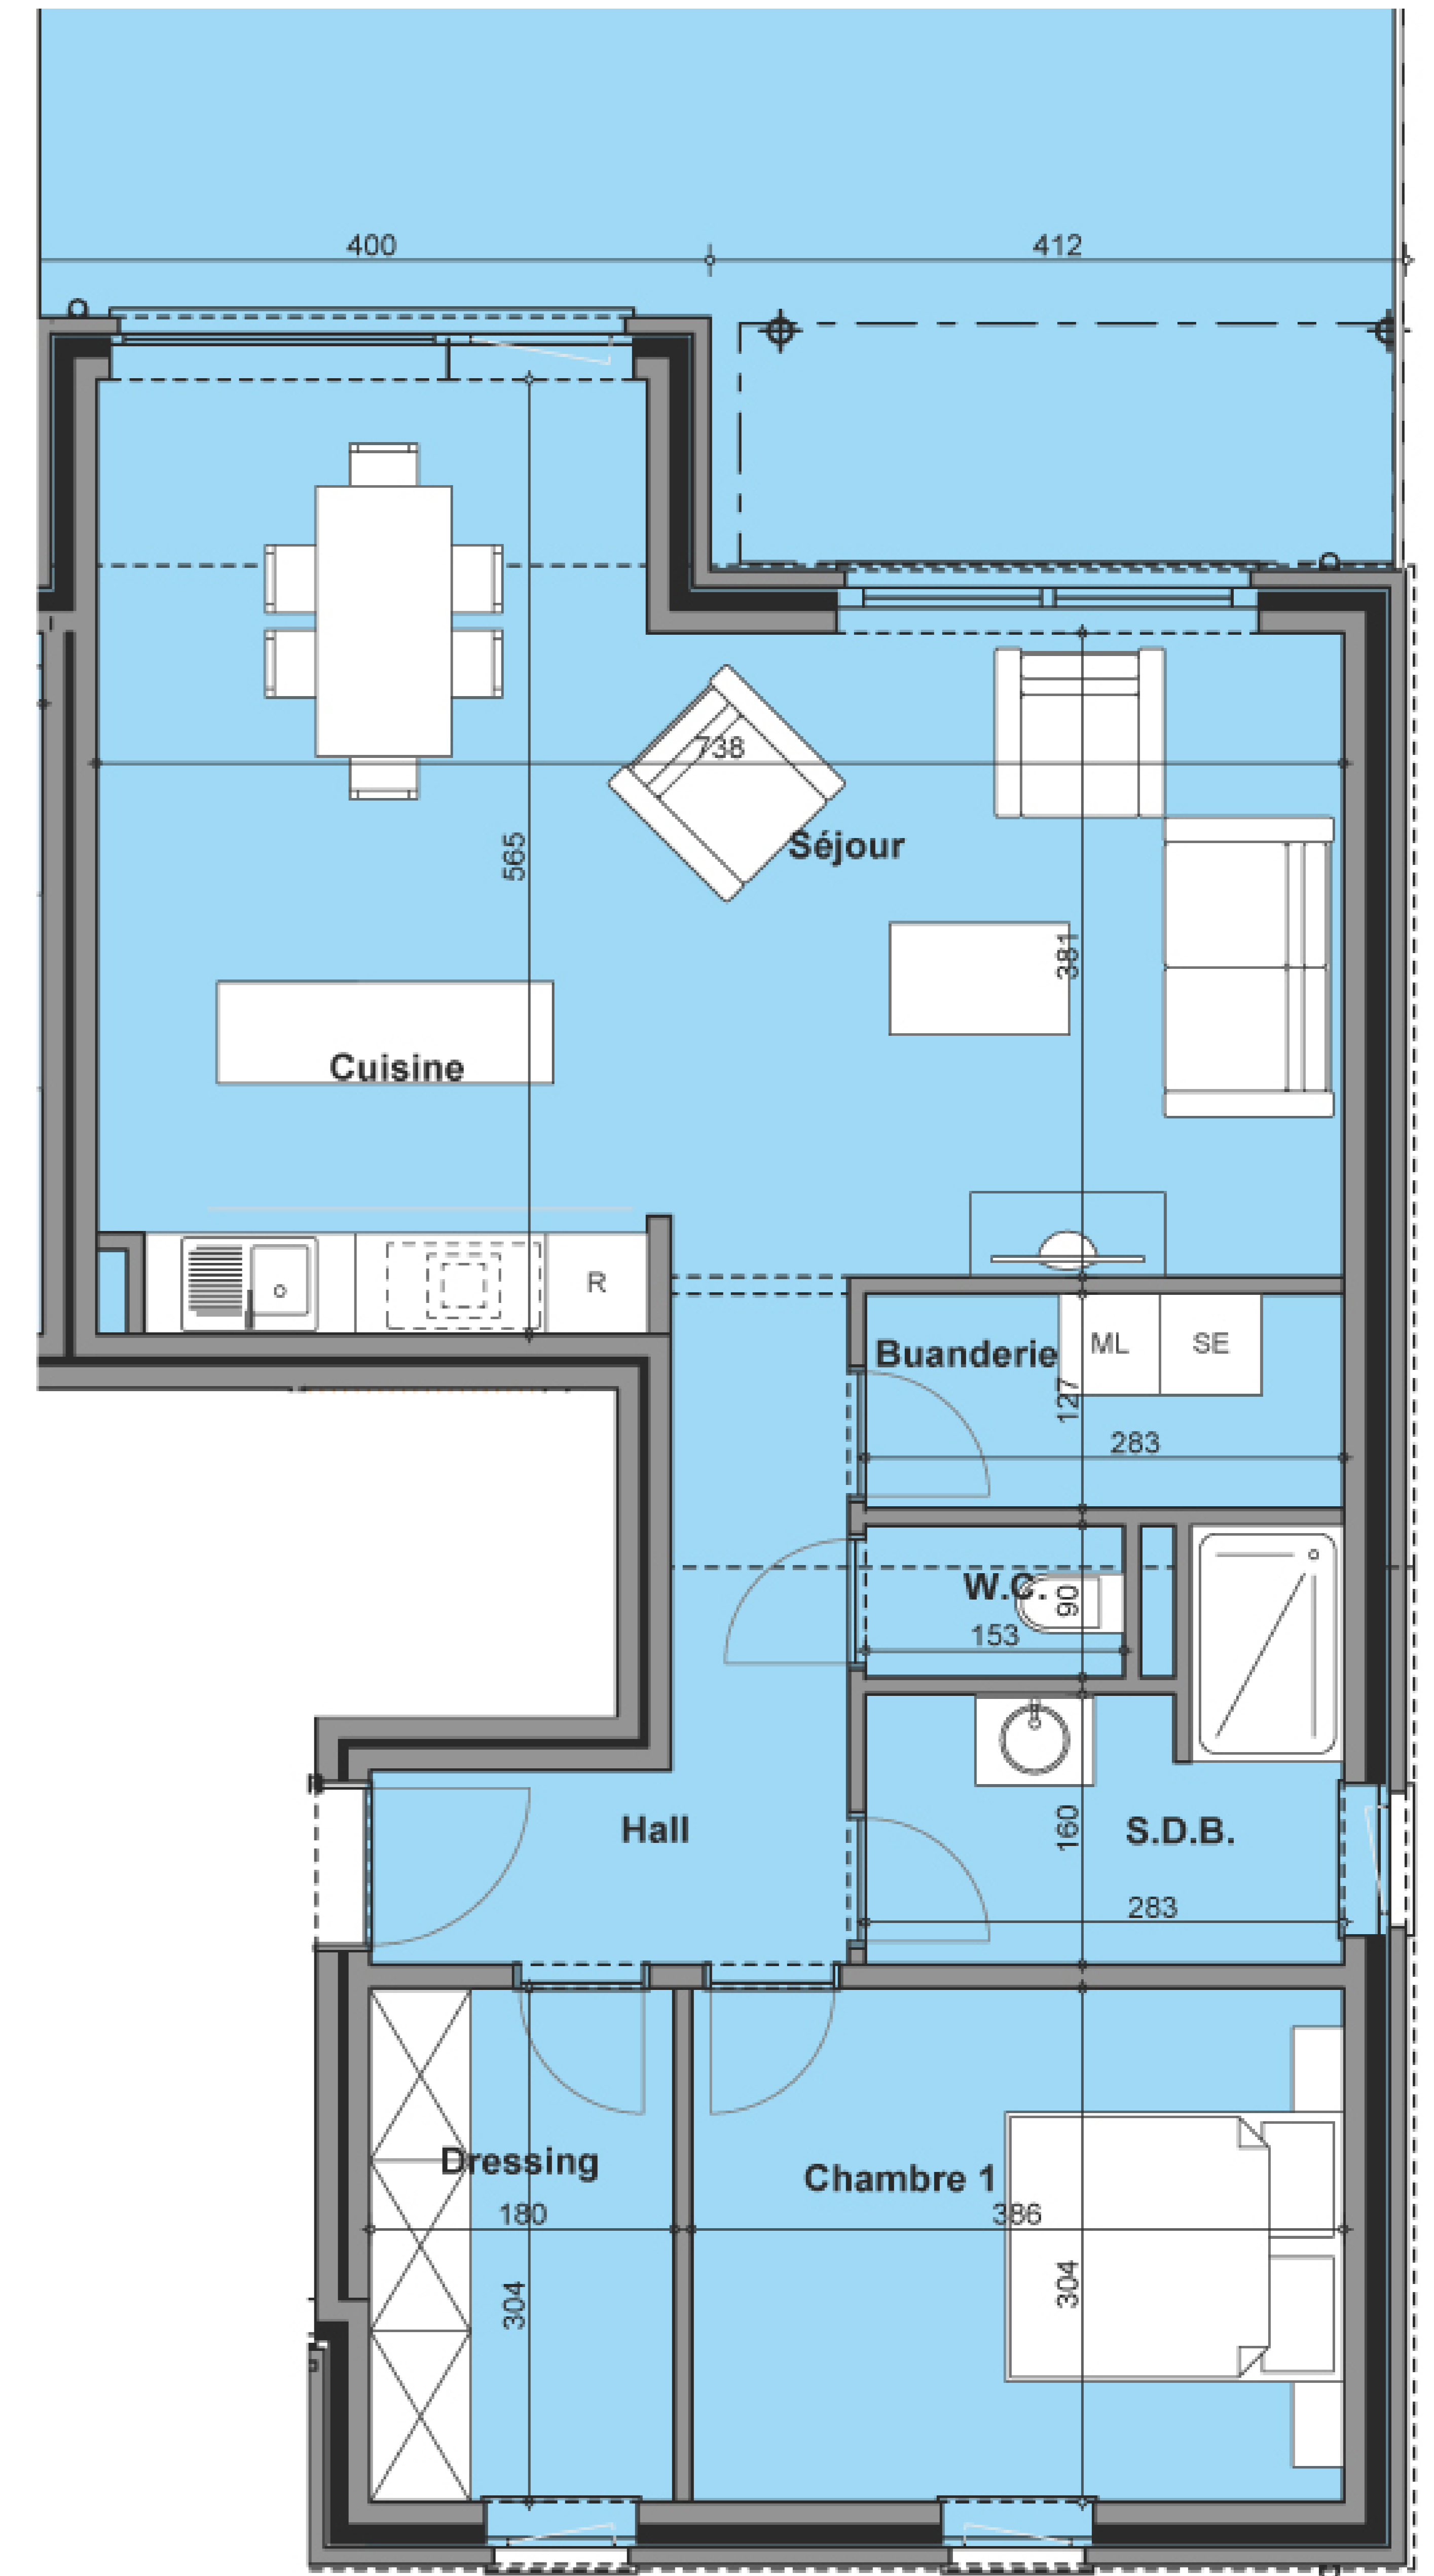 400
412
738
Séjour
565
381
Cuisine
R
Buanderie
ML
SE
127
283
W.C.
90
153
Hall
160
S.D.B.
283
Dressing
180
304
Chambre 1
386
304